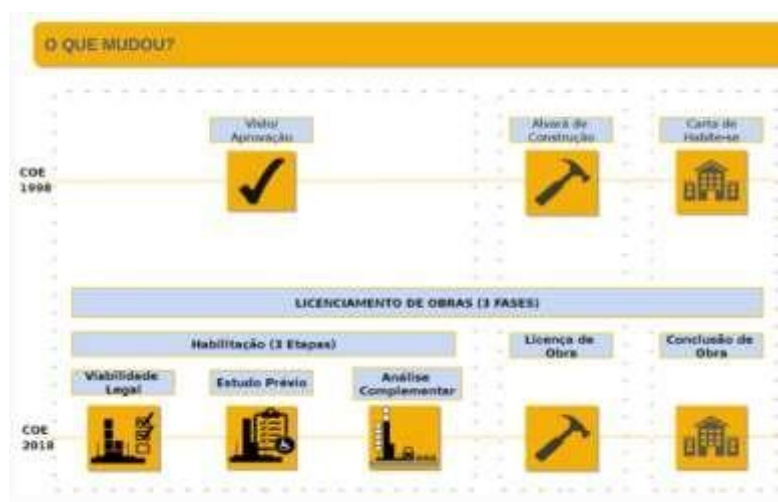 O QUE MUDOU?
Visto/
Aprovação
Alvará de
Construção
Carta de
Habite-se
COE
1998
LICENCIAMENTO DE OBRAS (3 FASES)
Habilitação (3 Etapas)
Licença de
Obra
Conclusão de
Obra
Viabilidade
Legal
Estudo Prévio
Análise
Complementar
COE
2018